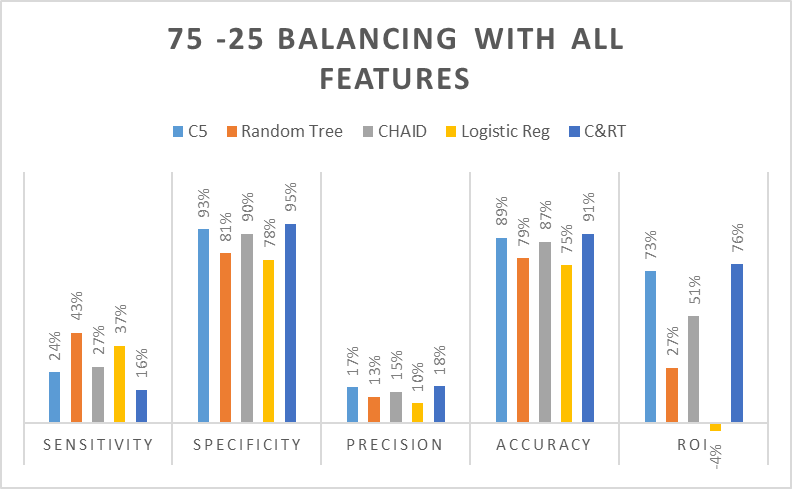 75 -25 BALANCING WITH ALL
FEATURES
C5 Random Tree CHAID Logistic Reg C&RT
24% 43% 27% 37% 16%
93% 81% 90% 78% 95%
17% 13% 15% 10% 18%
89% 79% 87% 75% 91%
73% 27% 51% -4% 76%
SENSITIVITY SPECIFICITY PRECISION ACCURACY ROI